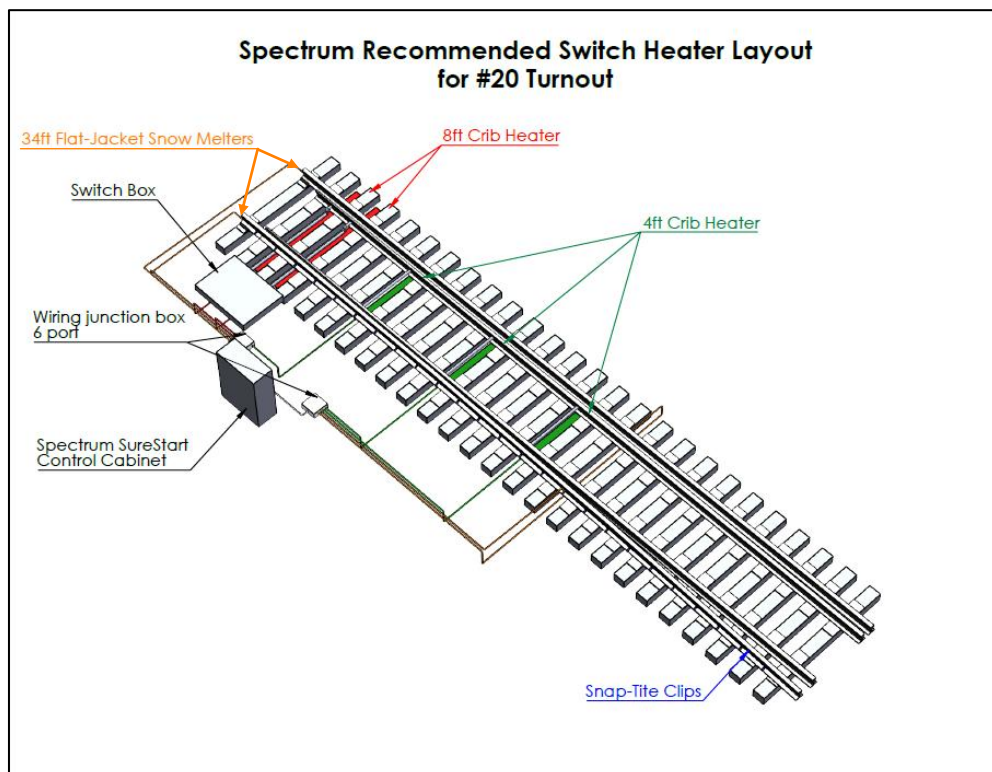 Spectrum Recommended Switch Heater Layout
for #20 Turnout
34ft Flat-Jacket Snow Melters
8ft Crib Heater
Switch Box
4ft Crib Heater
Wiring junction box
6 port
Spectrum SureStart
Control Cabinet
Snap-Tite Clips